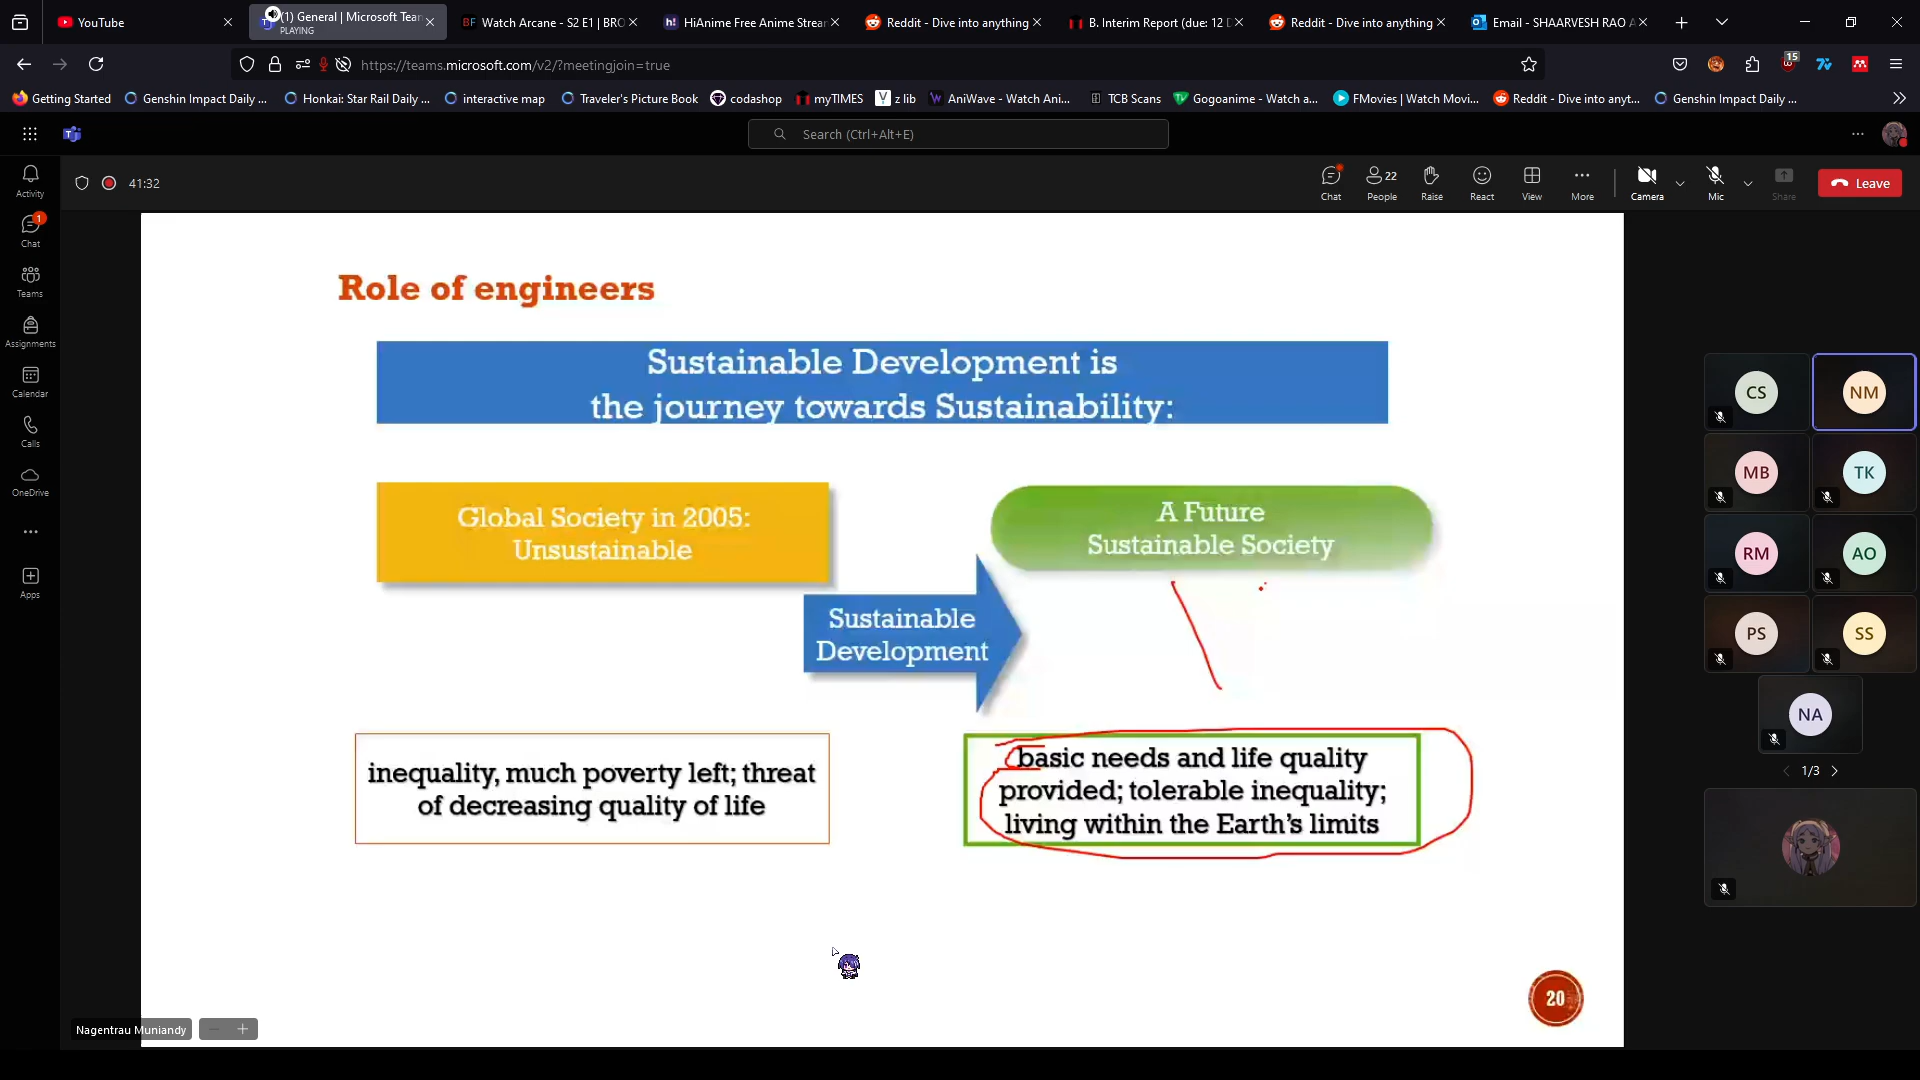 YouTube
(1) General | Microsoft Tear
PLAYING
BF Watch Arcane - S2 E1 | BRO
h! HiAnime Free Anime Strear
Reddit - Dive into anything
B. Interim Report (due: 12 D
Reddit - Dive into anything
Email - SHAARVESH RAO A
https://teams.microsoft.com/v2/?meetingjoin=true
15
Getting Started
Genshin Impact Daily ...
Honkai: Star Rail Daily ...
interactive map
Traveler's Picture Book
codashop
myTIMES
z lib
AniWave - Watch Ani...
TCB Scans
Gogoanime - Watch a...
FMovies | Watch Movi...
Reddit - Dive into anyt...
Genshin Impact Daily ...
Search (Ctrl+Alt+E)
41:32
Chat
22
People
Raise
React
View
More
Camera
Mic
Share
Leave
Activity
1
Chat
Teams
Assignments
Calendar
Calls
OneDrive
Apps
Role of engineers
Sustainable Development is
the journey towards Sustainability:
Global Society in 2005:
Unsustainable
A Future
Sustainable Society
Sustainable
Development
inequality, much poverty left; threat
of decreasing quality of life
basic needs and life quality
provided; tolerable inequality;
living within the Earth's limits
20
Nagentrau Muniandy
CS
NM
MB
TK
RM
AO
PS
SS
NA
1/3